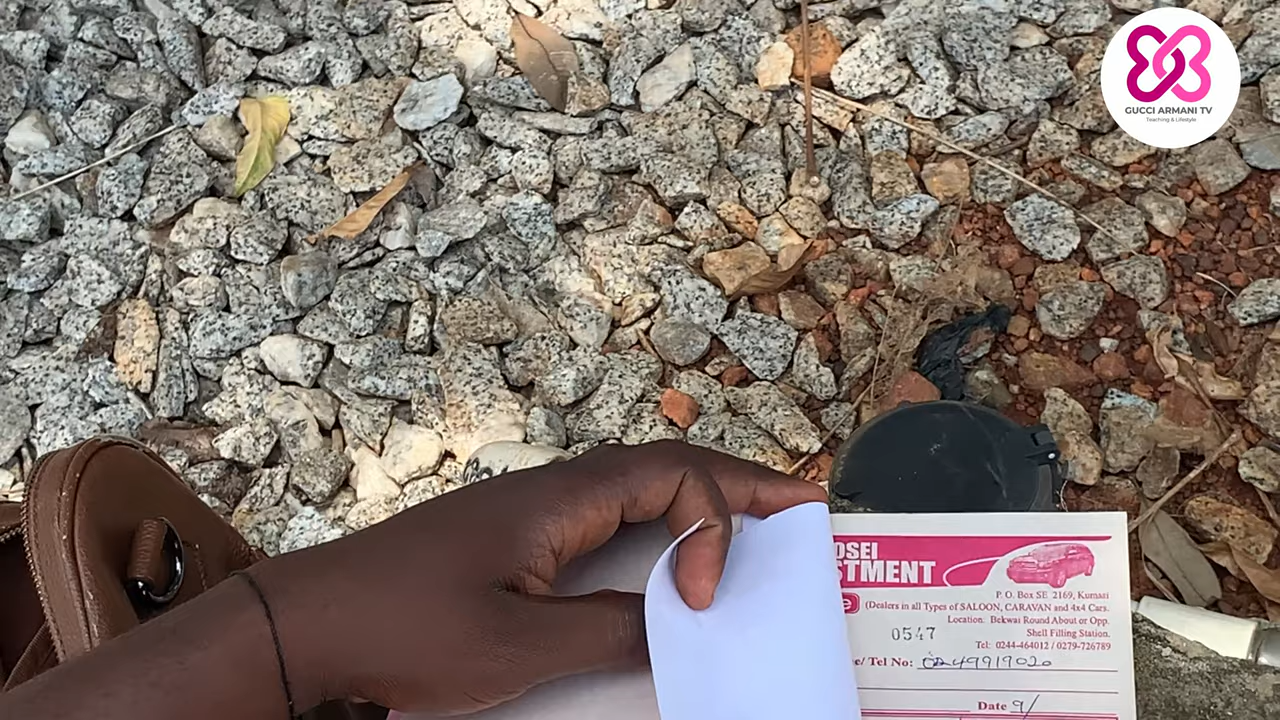 GUCCI ARMANI TV
Teaching & Lifestyle
OSEI
STMENT
P. O. Box SE 2169, Kumasi
(Dealers in all Types of SALOON, CARAVAN and 4x4 Cars.
Location: Bekwai Round About or Opp.
Shell Filling Station.
0547
Tel: 0244-464012 / 0279-726789
e/ Tel No: 0249919020
Date 9/